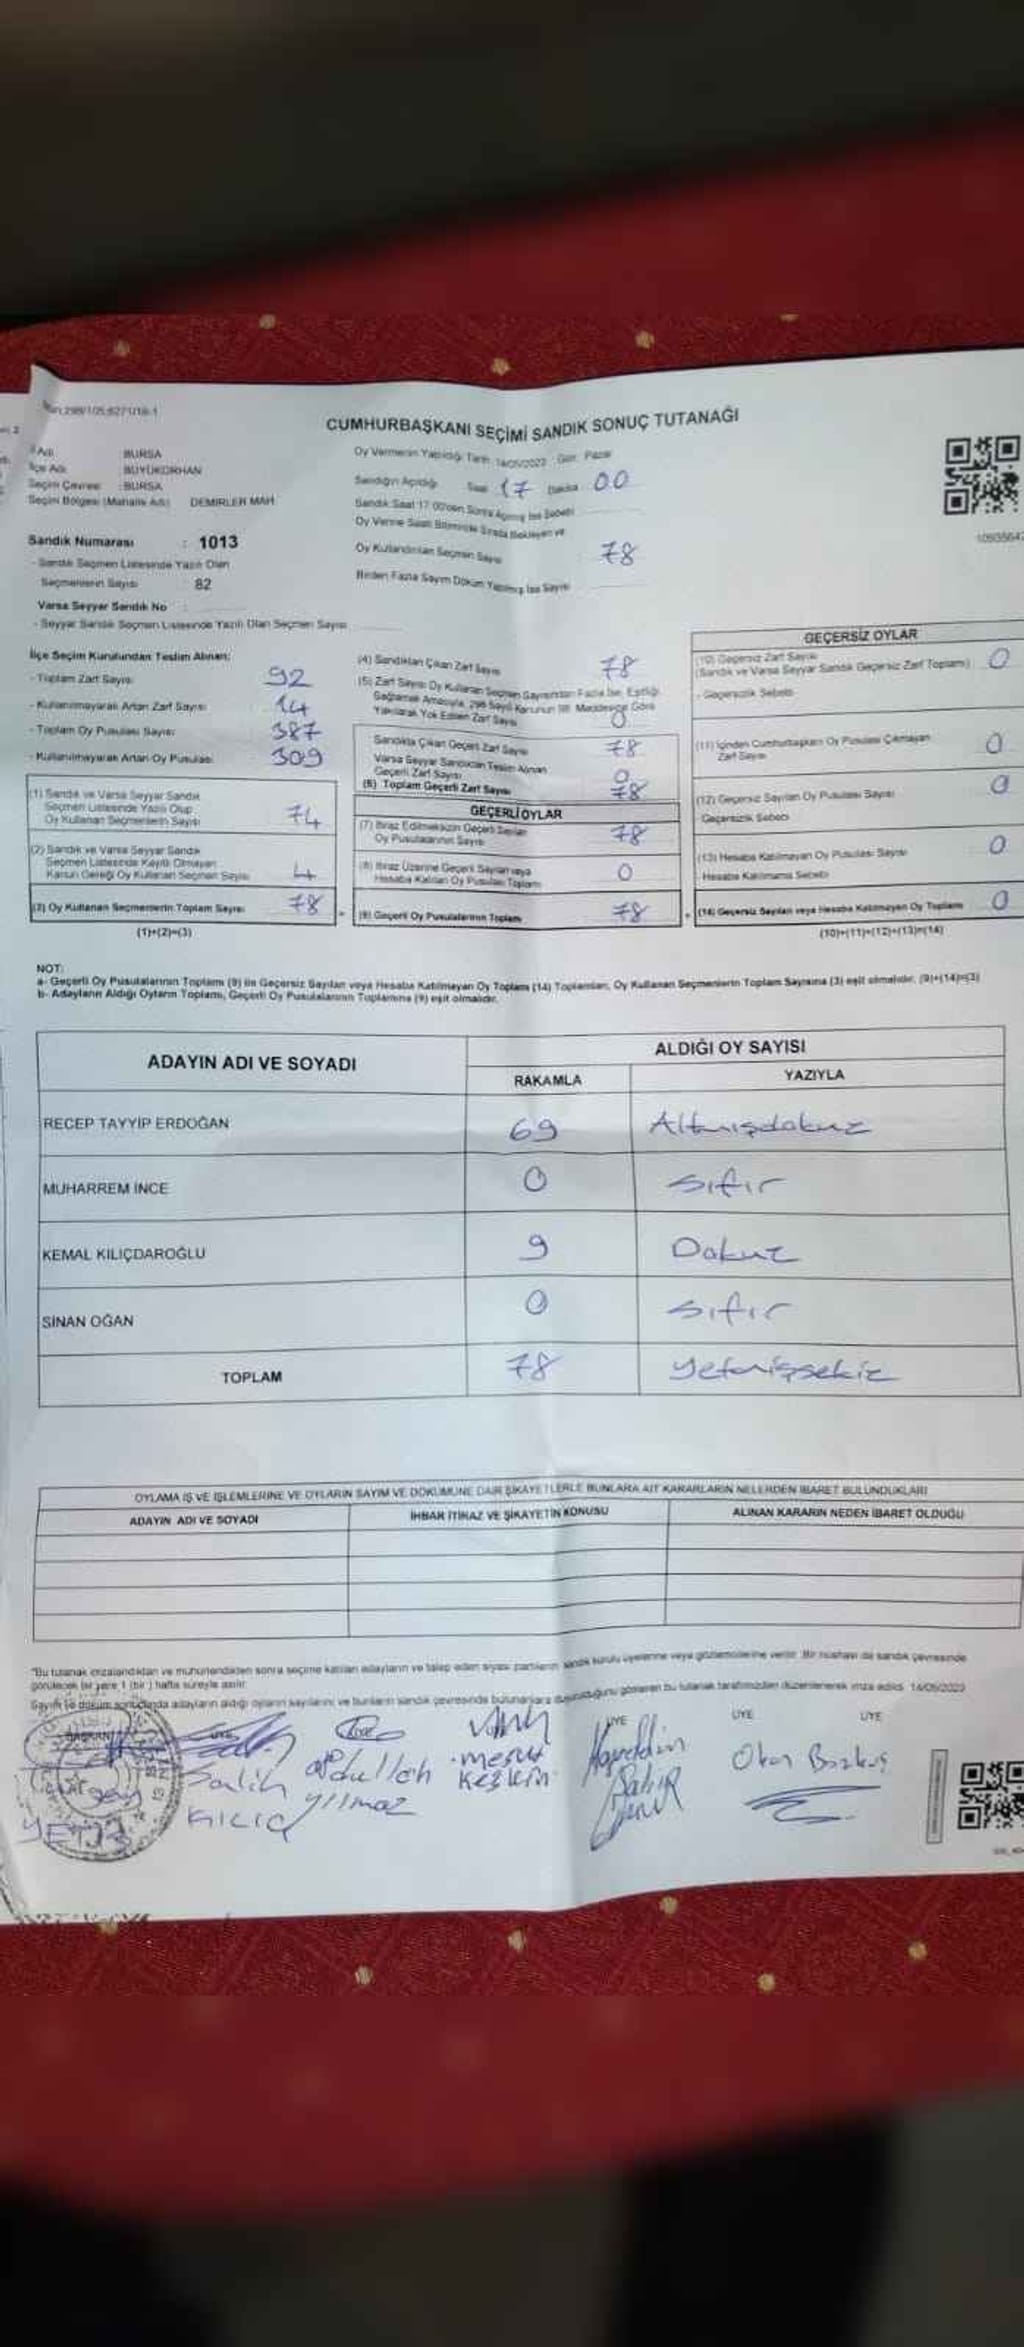 CUMHURBAŞKANI SEÇİMİ SANDIK SONUÇ TUTANAĞI
İl Adı BURSA
İlçe Adı BÜYÜKORHAN
Seçim Çevresi : BURSA
Seçim Bölgesi (Mahalle Adı) DEMİRLER MAH
Sandık Numarası : 1013
- Sandık Seçmen Listesinde Yazılı Olan
Seçmenlerin Sayısı 82
Varsa Seyyar Sandık No :
- Seyyar Sandık Seçmen Listesinde Yazılı Olan Seçmen Sayısı
Oy Vermenin Yapıldığı Tarih 14/05/2023 Gün: Pazar
Sandığın Açıldığı Saat 17 Dakika 00
Sandık Saat 17.00'den Sonra Açılmış İse Sebebi
Oy Verme Saati Bitiminde Sırada Bekleyen ve
Oy Kullandırılan Seçmen Sayısı 78
Birden Fazla Sayım Döküm Yapılmış İse Sayısı
İlçe Seçim Kurulundan Teslim Alınan:
- Toplam Zarf Sayısı 92
- Kullanılmayarak Artan Zarf Sayısı 14
- Toplam Oy Pusulası Sayısı 387
- Kullanılmayarak Artan Oy Pusulası 309
(1) Sandık ve Varsa Seyyar Sandık
Seçmen Listesinde Yazılı Olup
Oy Kullanan Seçmenlerin Sayısı 74
(2) Sandık ve Varsa Seyyar Sandık
Seçmen Listesinde Kayıtlı Olmayan
Kanun Gereği Oy Kullanan Seçmen Sayısı 4
(3) Oy Kullanan Seçmenlerin Toplam Sayısı 78
(1)+(2)=(3)
(4) Sandıktan Çıkan Zarf Sayısı 78
(5) Zarf Sayısı Oy Kullanan Seçmen Sayısından Fazla İse, Eşitliği
Sağlamak Amacıyla, 298 Sayılı Kanunun 98. Maddesine Göre
Yakılarak Yok Edilen Zarf Sayısı 0
Sandıkta Çıkan Geçerli Zarf Sayısı 78
Varsa Seyyar Sandıktan Teslim Alınan
Geçerli Zarf Sayısı 0
(6) Toplam Geçerli Zarf Sayısı 78
GEÇERLİ OYLAR
(7) İtiraz Edilmeksizin Geçerli Sayılan
Oy Pusulalarının Sayısı 78
(8) İtiraz Üzerine Geçerli Sayılan veya
Hesaba Katılan Oy Pusulası Toplamı 0
(9) Geçerli Oy Pusulalarının Toplamı 78
GEÇERSİZ OYLAR
(10) Geçersiz Zarf Sayısı
(Sandık ve Varsa Seyyar Sandık Geçersiz Zarf Toplamı) 0
- Geçersizlik Sebebi
(11) İçinden Cumhurbaşkanı Oy Pusulası Çıkmayan
Zarf Sayısı 0
(12) Geçersiz Sayılan Oy Pusulası Sayısı 0
Geçersizlik Sebebi
(13) Hesaba Katılmayan Oy Pusulası Sayısı 0
Hesaba Katılmama Sebebi
(14) Geçersiz Sayılan veya Hesaba Katılmayan Oy Toplamı 0
(10)+(11)+(12)+(13)=(14)
NOT:
a- Geçerli Oy Pusulalarının Toplamı (9) ile Geçersiz Sayılan veya Hesaba Katılmayan Oy Toplamı (14) Toplamları, Oy Kullanan Seçmenlerin Toplam Sayısına (3) eşit olmalıdır. (9)+(14)=(3)
b- Adayların Aldığı Oyların Toplamı, Geçerli Oy Pusulalarının Toplamına (9) eşit olmalıdır.
ADAYIN ADI VE SOYADI ALDIĞI OY SAYISI
RAKAMLA YAZIYLA
RECEP TAYYİP ERDOĞAN 69 Altmışdokuz
MUHARREM İNCE 0 sıfır
KEMAL KILIÇDAROĞLU 9 Dokuz
SİNAN OĞAN 0 sıfır
TOPLAM 78 yetmişsekiz
OYLAMA İŞ VE İŞLEMLERİNE VE OYLARIN SAYIM VE DÖKÜMÜNE DAİR ŞİKAYETLERLE BUNLARA AİT KARARLARIN NELERDEN İBARET BULUNDUKLARI
ADAYIN ADI VE SOYADI İHBAR İTİRAZ VE ŞİKAYETİN KONUSU ALINAN KARARIN NEDEN İBARET OLDUĞU
"Bu tutanak imzalandıktan ve mühürlendikten sonra seçime katılan adayların ve talep eden siyasi partilerin sandık kurulu üyelerine veya gözlemcilerine verilir. Bir nüshası da sandık çevresinde
görülecek bir yere 1 (bir) hafta süreyle asılır.
Sayım ve döküm sonucunda adayların aldığı oyların sayılarını ve bunların sandık çevresinde bulunanlara duyurulduğunu gösteren bu tutanak tarafımızdan düzenlenerek imza edildi. 14/05/2023
BAŞKAN ÜYE ÜYE ÜYE ÜYE
Salih Kılıç
Abdullah Yılmaz
Mesut Keskin
Hayreddin
Okan Bozkuş